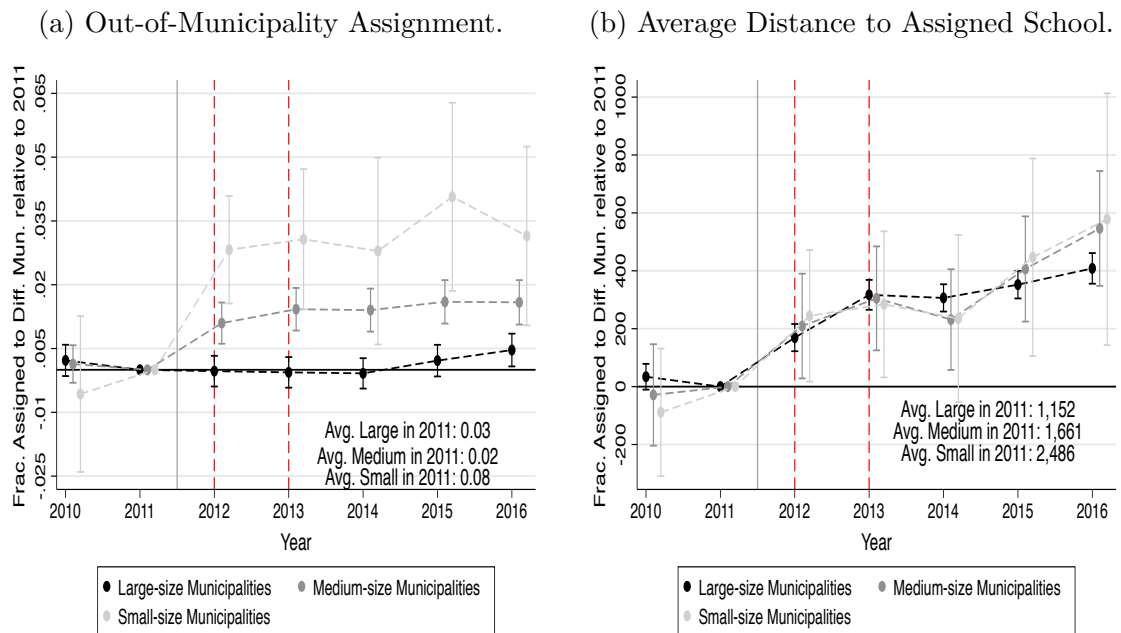 (a) Out-of-Municipality Assignment.
Frac. Assigned to Diff. Mun. relative to 2011
.065
.05
.035
.02
.005
-.01
-.025
Avg. Large in 2011: 0.03
Avg. Medium in 2011: 0.02
Avg. Small in 2011: 0.08
2010 2011 2012 2013 2014 2015 2016
Year
Large-size Municipalities Medium-size Municipalities
Small-size Municipalities
(b) Average Distance to Assigned School.
Frac. Assigned to Diff. Mun. relative to 2011
1000
800
600
400
200
0
-200
Avg. Large in 2011: 1,152
Avg. Medium in 2011: 1,661
Avg. Small in 2011: 2,486
2010 2011 2012 2013 2014 2015 2016
Year
Large-size Municipalities Medium-size Municipalities
Small-size Municipalities